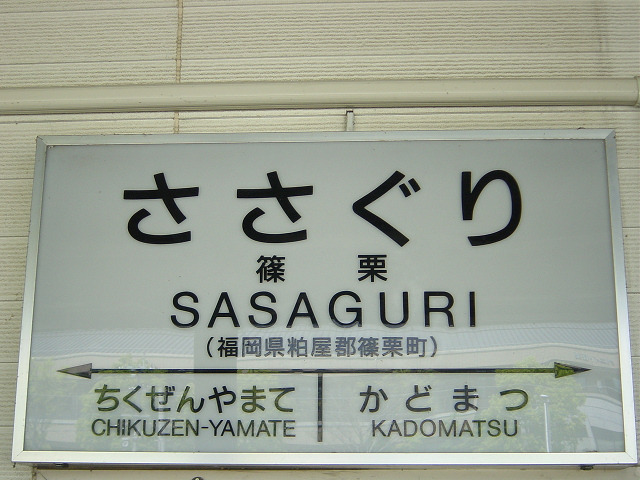 ささぐり
篠栗
SASAGURI
(福岡県粕屋郡篠栗町)
ちくぜんやまて かどまつ
CHIKUZEN-YAMATE KADOMATSU